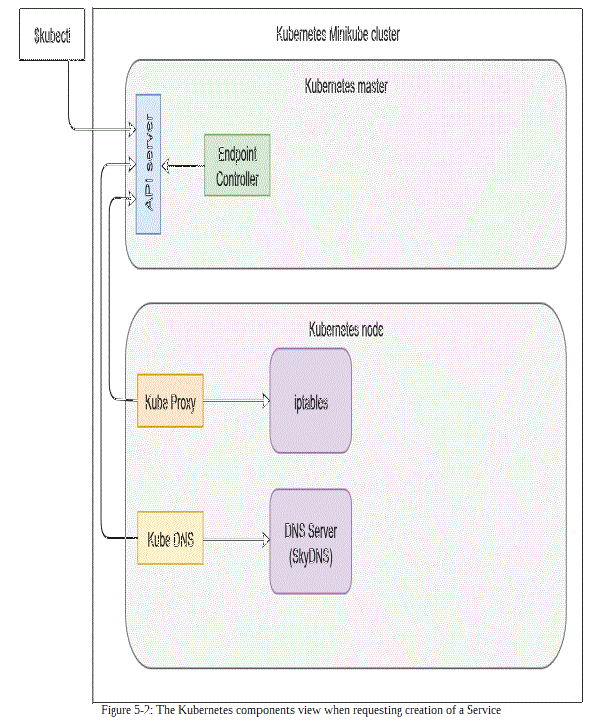 $kubectl
Kubernetes Minikube cluster
Kubernetes master
API server
Endpoint
Controller
Kubernetes node
Kube Proxy
iptables
Kube DNS
DNS Server
(SkyDNS)
Figure 5-2: The Kubernetes components view when requesting creation of a Service